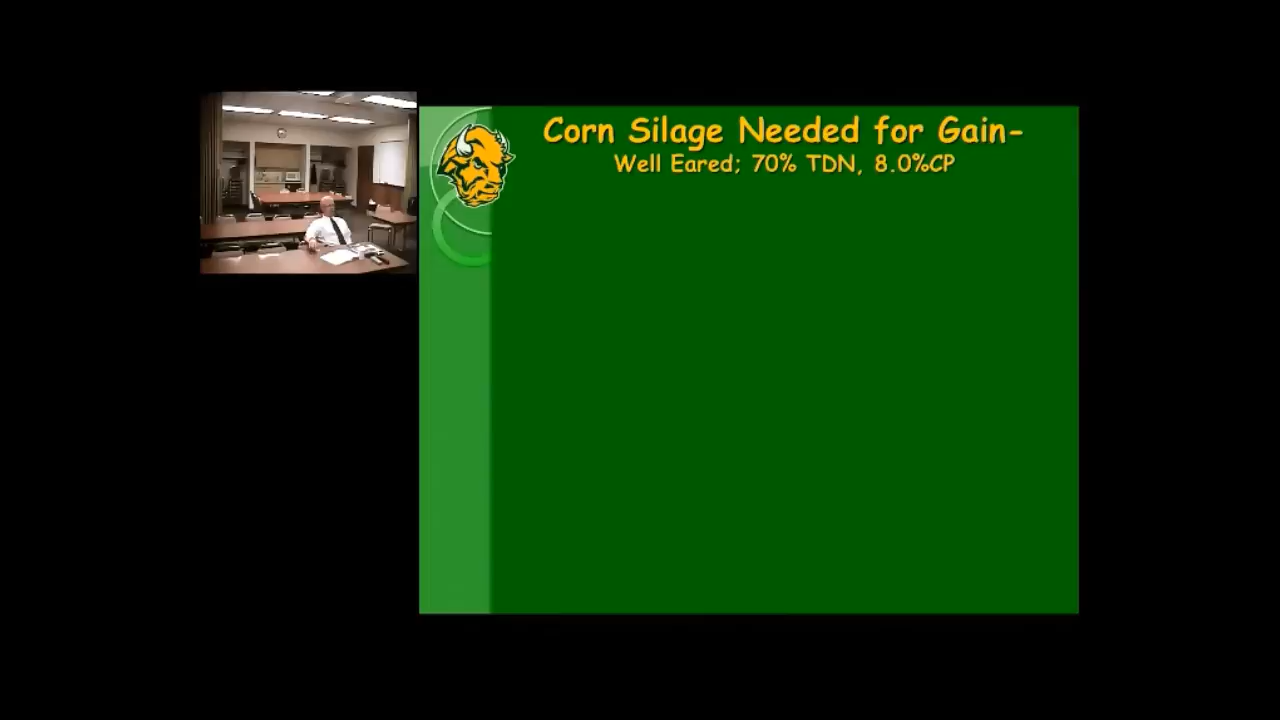 Corn Silage Needed for Gain-
Well Eared; 70% TDN, 8.0%CP